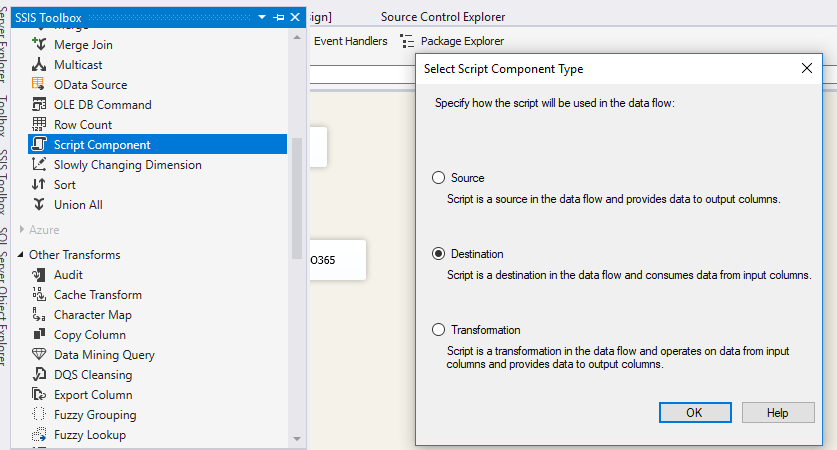 SSIS Toolbox
Merge
Merge Join
Multicast
OData Source
OLE DB Command
Row Count
Script Component
Slowly Changing Dimension
Sort
Union All
Azure
Other Transforms
Audit
Cache Transform
Character Map
Copy Column
Data Mining Query
DQS Cleansing
Export Column
Fuzzy Grouping
Fuzzy Lookup
Server Explorer
Toolbox
SSIS Toolbox
SQL Server Object Explorer
sign]
Source Control Explorer
Event Handlers
Package Explorer
O365
Select Script Component Type
Specify how the script will be used in the data flow:
Source
Script is a source in the data flow and provides data to output columns.
Destination
Script is a destination in the data flow and consumes data from input columns.
Transformation
Script is a transformation in the data flow and operates on data from input
columns and provides data to output columns.
OK
Help